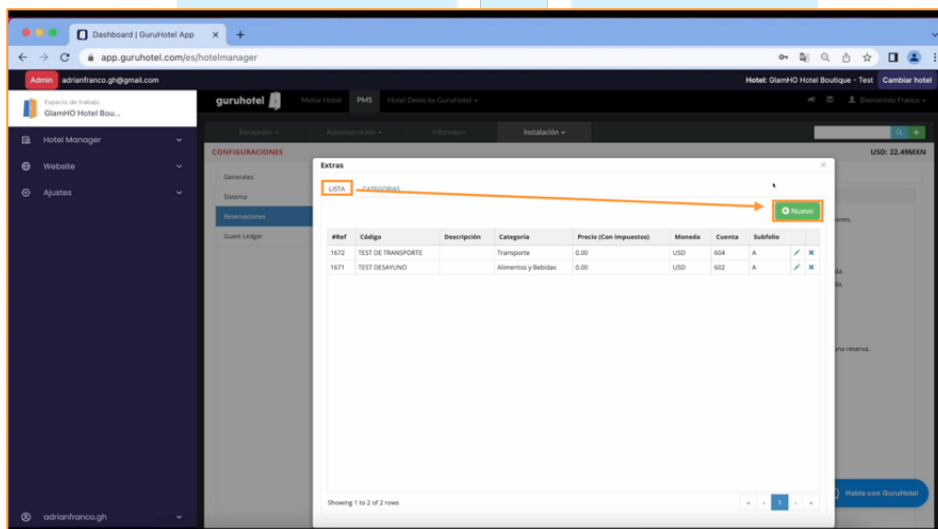 Dashboard | GuruHotel App
app.guruhotel.com/es/hotelmanager
Admin adrianfranco.gh@gmail.com
Hotel: GlamHO Hotel Boutique - Test Cambiar hotel
Espacio de trabajo
GlamHO Hotel Bou...
Hotel Manager
Website
Ajustes
adrianfranco.gh
guruhotel Motor Hotel PMS Hotel Demo by GuruHotel
Bienvenido Franco
Recepción Administración Informes Instalación
CONFIGURACIONES USD: 22.49MXN
Generales
Sistema
Reservaciones
Guest Ledger
Extras
LISTA CATEGORIAS
Nuevo
#Ref Código Descripción Categoría Precio (Con impuestos) Moneda Cuenta Subfolio
1672 TEST DE TRANSPORTE Transporte 0.00 USD 604 A
1671 TEST DESAYUNO Alimentos y Bebidas 0.00 USD 602 A
ones.
da.
da.
una reserva.
Showing 1 to 2 of 2 rows
« ‹ 1 › »
Habla con GuruHotel